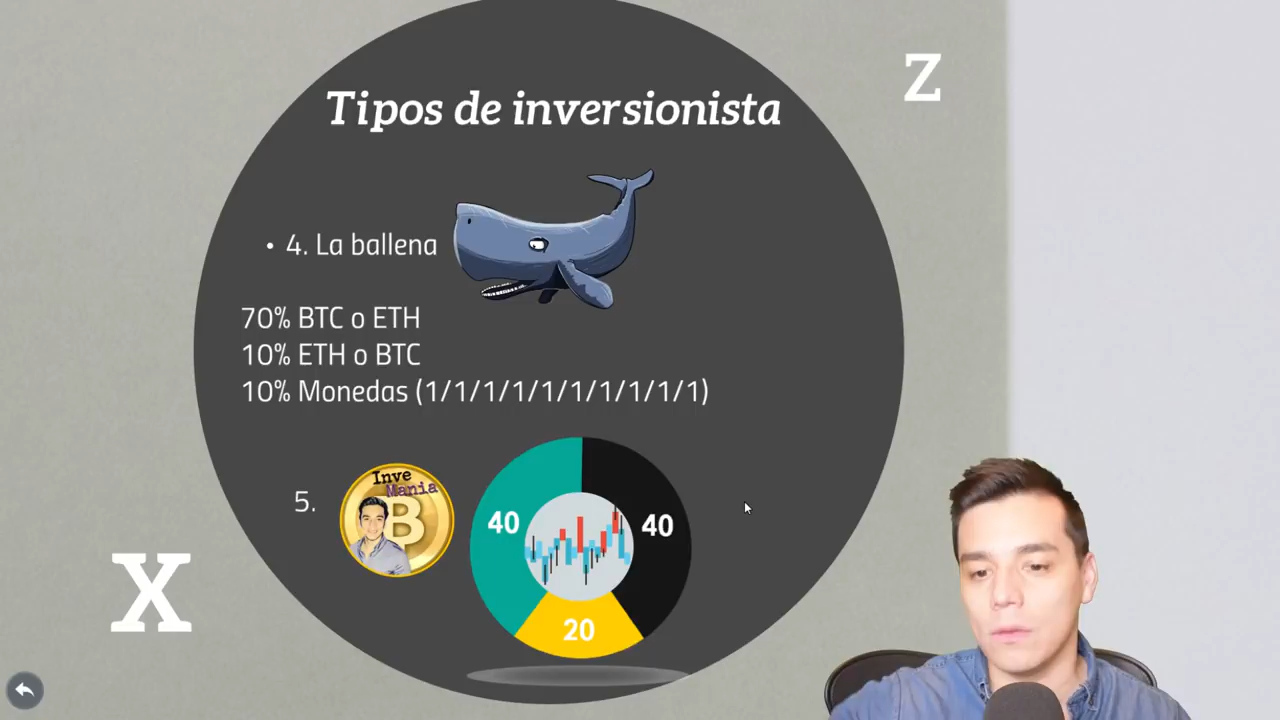 Z
Tipos de inversionista
• 4. La ballena
70% BTC o ETH
10% ETH o BTC
10% Monedas (1/1/1/1/1/1/1/1/1/1)
5.
Inve
Mania
B
40
40
20
X